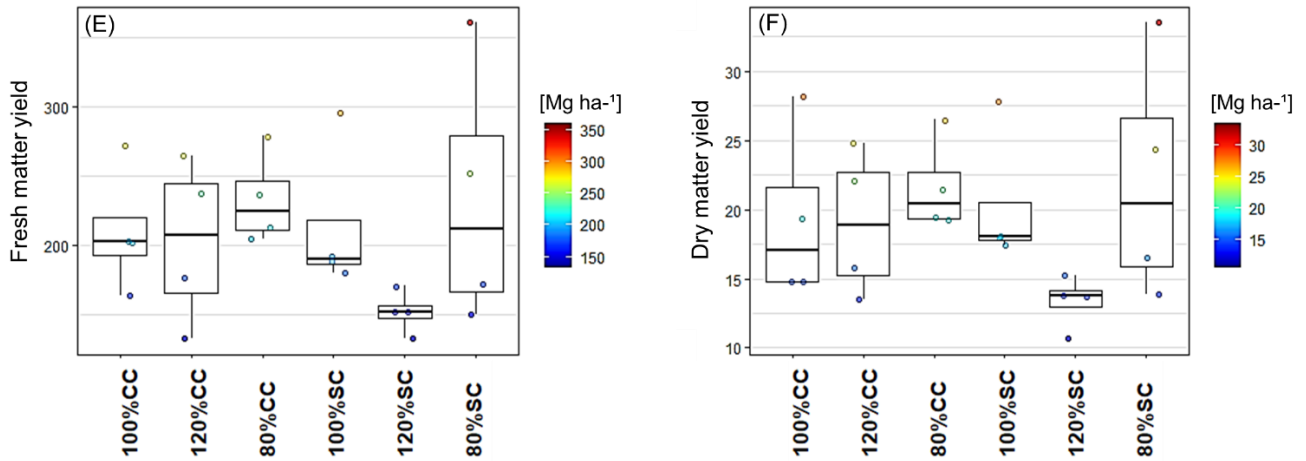 (E)
Fresh matter yield
300
200
100%CC
120%CC
80%CC
100%SC
120%SC
80%SC
[Mg ha-¹]
350
300
250
200
150
(F)
Dry matter yield
30
25
20
15
10
100%CC
120%CC
80%CC
100%SC
120%SC
80%SC
[Mg ha-¹]
30
25
20
15